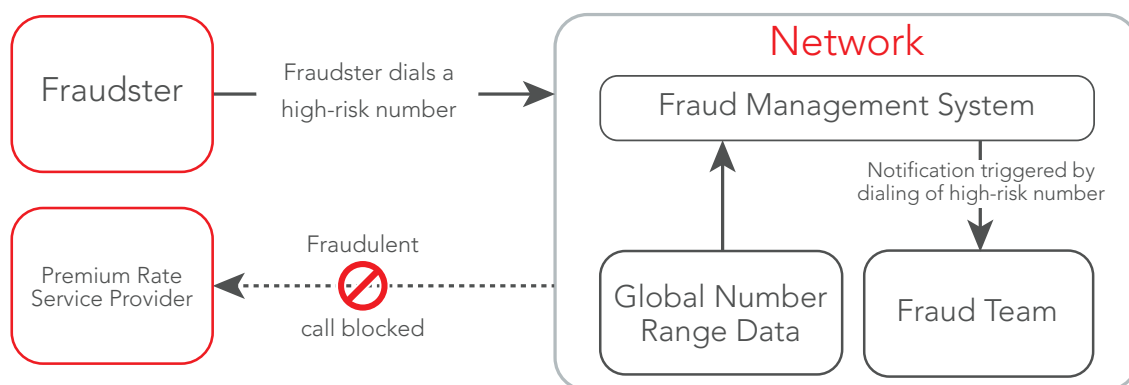 Fraudster
Fraudster dials a
high-risk number
Network
Fraud Management System
Notification triggered by
dialing of high-risk number
Premium Rate
Service Provider
Fraudulent
call blocked
Global Number
Range Data
Fraud Team